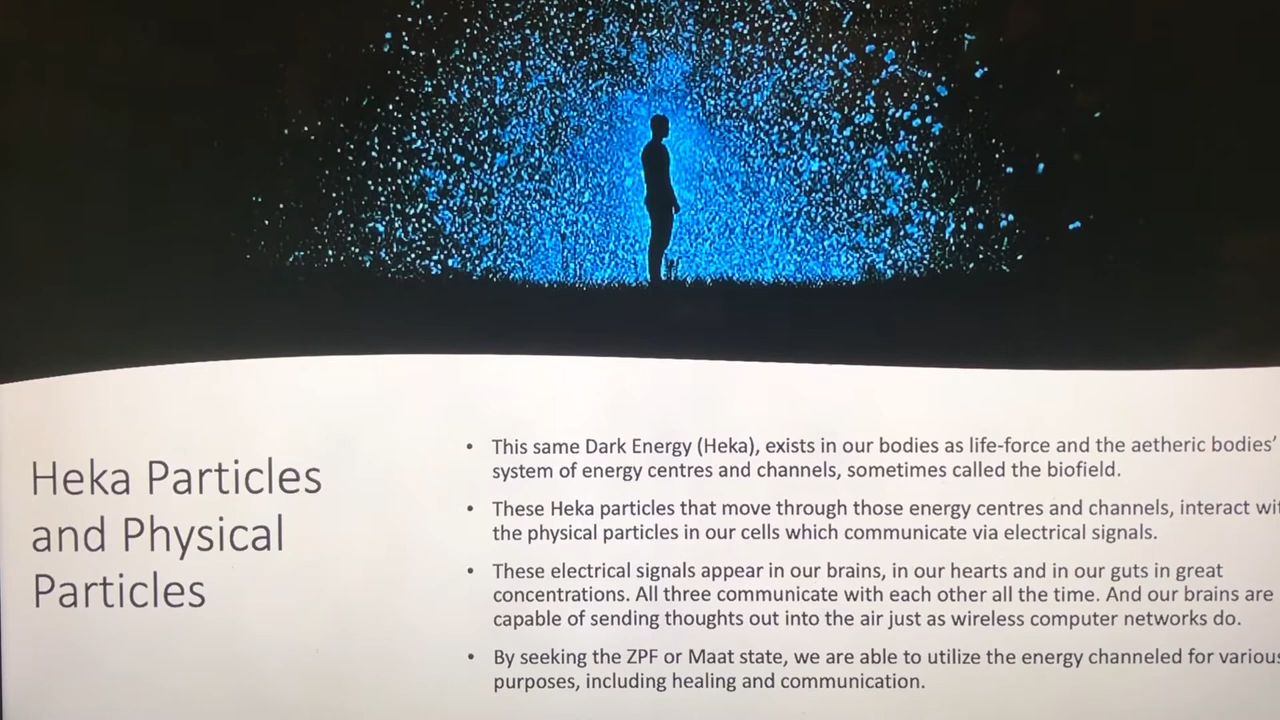 Heka Particles
and Physical
Particles
• This same Dark Energy (Heka), exists in our bodies as life-force and the aetheric bodies'
system of energy centres and channels, sometimes called the biofield.
• These Heka particles that move through those energy centres and channels, interact wi
the physical particles in our cells which communicate via electrical signals.
• These electrical signals appear in our brains, in our hearts and in our guts in great
concentrations. All three communicate with each other all the time. And our brains are
capable of sending thoughts out into the air just as wireless computer networks do.
• By seeking the ZPF or Maat state, we are able to utilize the energy channeled for various
purposes, including healing and communication.